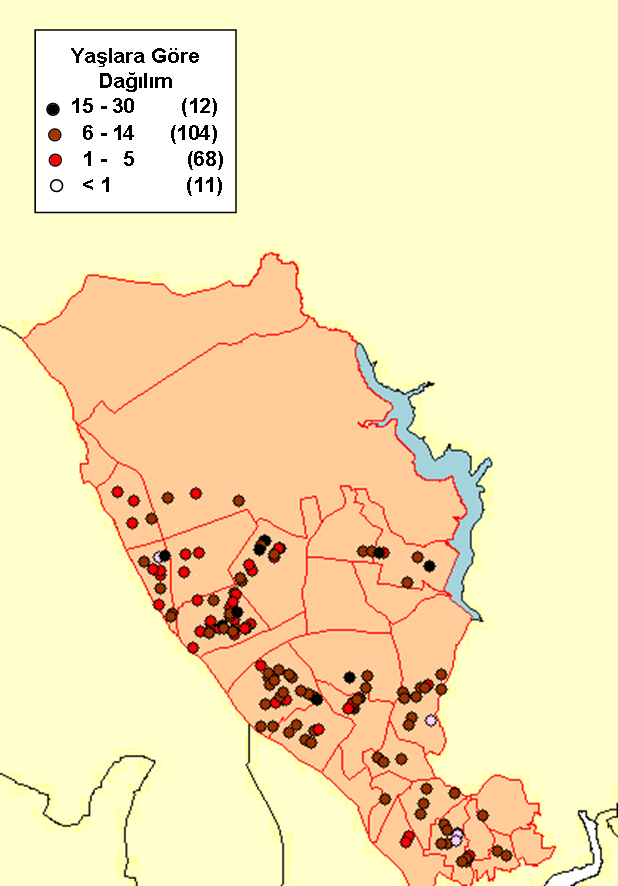 Yaşlara Göre
Dağılım
15 - 30 (12)
6 - 14 (104)
1 - 5 (68)
< 1 (11)